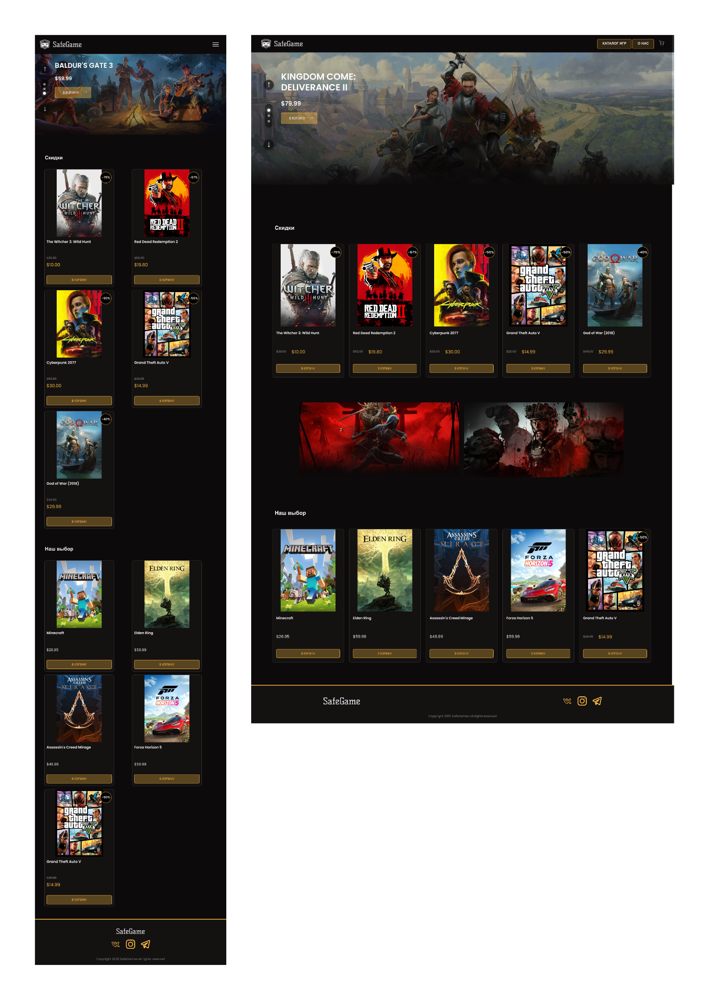 SafeGame
BALDUR'S GATE 3
$59.99
В КОРЗИНУ →
Скидки
-75%
THE
WITCHER
WILD HUNT
The Witcher 3: Wild Hunt
$39.99
$10.00
В КОРЗИНУ
-67%
RED DEAD
REDEMPTION II
Red Dead Redemption 2
$59.99
$19.80
В КОРЗИНУ
-50%
Cyberpunk
Cyberpunk 2077
$59.99
$30.00
В КОРЗИНУ
-50%
grand
theft
auto V
FIVE
Grand Theft Auto V
$29.99
$14.99
В КОРЗИНУ
-40%
GOD OF WAR
God of War (2018)
$49.99
$29.99
В КОРЗИНУ
Наш выбор
MINECRAFT
Minecraft
$26.95
В КОРЗИНУ
ELDEN RING
Elden Ring
$59.99
В КОРЗИНУ
ASSASSIN'S
CREED
MIRAGE
Assassin's Creed Mirage
$49.99
В КОРЗИНУ
FORZA
HORIZON 5
Forza Horizon 5
$59.99
В КОРЗИНУ
-50%
grand
theft
auto V
FIVE
Grand Theft Auto V
$29.99
$14.99
В КОРЗИНУ
SafeGame
Copyright 2025 SafeGames all rights reserved
SafeGame
КАТАЛОГ ИГР
О НАС
KINGDOM COME:
DELIVERANCE II
$79.99
В КОРЗИНУ →
Скидки
-75%
THE
WITCHER
WILD HUNT
The Witcher 3: Wild Hunt
$39.99 $10.00
В КОРЗИНУ
-67%
RED DEAD
REDEMPTION II
Red Dead Redemption 2
$59.99 $19.80
В КОРЗИНУ
-50%
Cyberpunk
Cyberpunk 2077
$59.99 $30.00
В КОРЗИНУ
-50%
grand
theft
auto V
FIVE
Grand Theft Auto V
$29.99 $14.99
В КОРЗИНУ
-40%
GOD OF WAR
God of War (2018)
$49.99 $29.99
В КОРЗИНУ
Наш выбор
MINECRAFT
Minecraft
$26.95
В КОРЗИНУ
ELDEN RING
Elden Ring
$59.99
В КОРЗИНУ
ASSASSIN'S
CREED
MIRAGE
Assassin's Creed Mirage
$49.99
В КОРЗИНУ
FORZA
HORIZON 5
Forza Horizon 5
$59.99
В КОРЗИНУ
-50%
grand
theft
auto V
FIVE
Grand Theft Auto V
$29.99 $14.99
В КОРЗИНУ
SafeGame
Copyright 2025 SafeGames all rights reserved